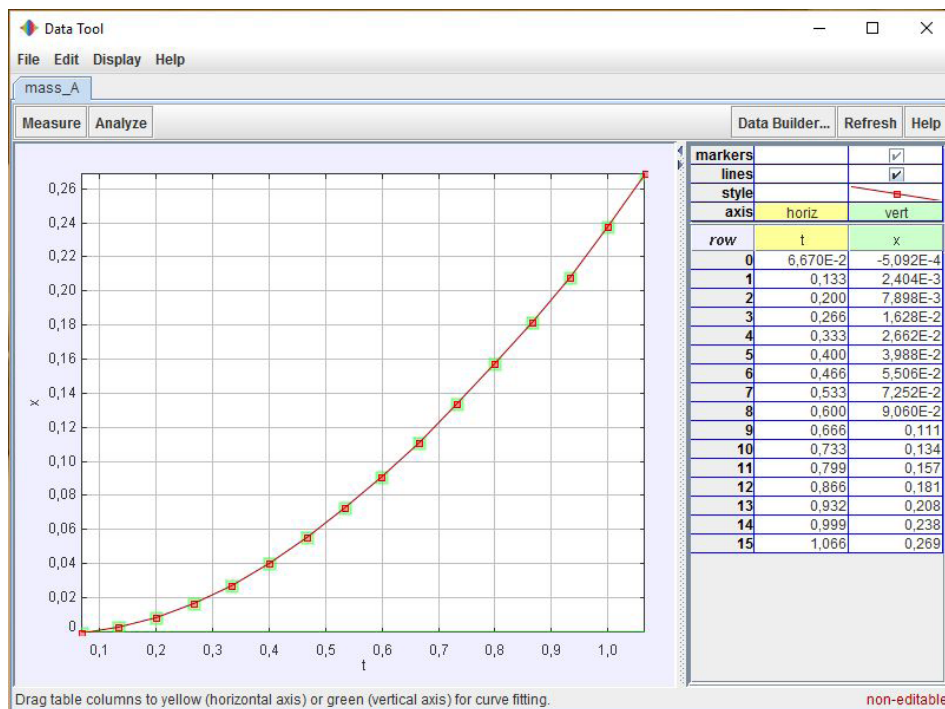 Data Tool
File Edit Display Help
mass_A
Measure Analyze Data Builder... Refresh Help
0,26
0,24
0,22
0,20
0,18
0,16
0,14
0,12
0,10
0,08
0,06
0,04
0,02
0
x
0,1 0,2 0,3 0,4 0,5 0,6 0,7 0,8 0,9 1,0
t
markers
lines
style
axis horiz vert
row t x
0 6,670E-2 -5,092E-4
1 0,133 2,404E-3
2 0,200 7,898E-3
3 0,266 1,628E-2
4 0,333 2,662E-2
5 0,400 3,988E-2
6 0,466 5,506E-2
7 0,533 7,252E-2
8 0,600 9,060E-2
9 0,666 0,111
10 0,733 0,134
11 0,799 0,157
12 0,866 0,181
13 0,932 0,208
14 0,999 0,238
15 1,066 0,269
Drag table columns to yellow (horizontal axis) or green (vertical axis) for curve fitting. non-editable